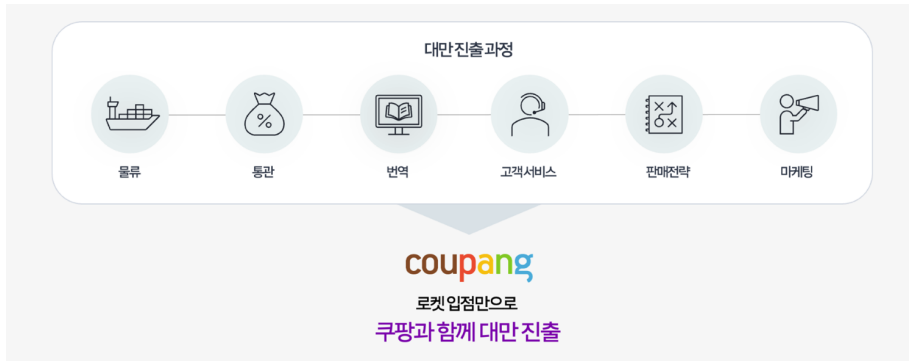 대만 진출 과정
물류
통관
번역
고객 서비스
판매전략
마케팅
coupang
로켓 입점만으로
쿠팡과 함께 대만 진출